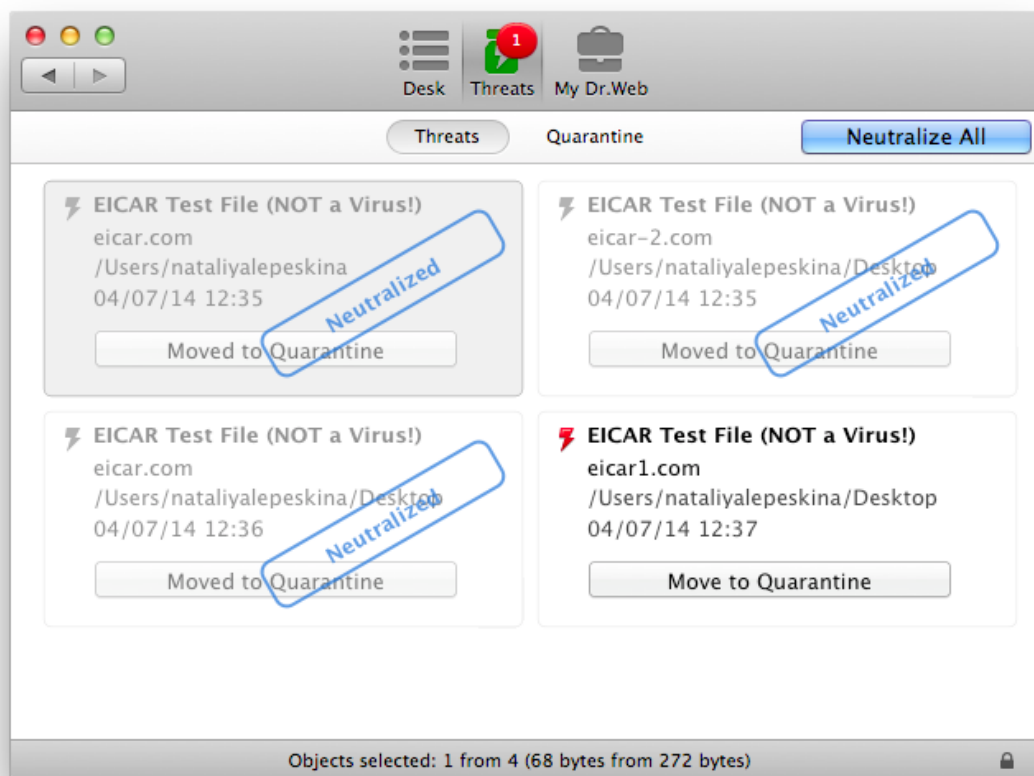 1
Desk Threats My Dr.Web
Threats Quarantine Neutralize All
EICAR Test File (NOT a Virus!)
eicar.com
/Users/nataliyalepeskina
04/07/14 12:35
Moved to Quarantine
Neutralized
EICAR Test File (NOT a Virus!)
eicar-2.com
/Users/nataliyalepeskina/Desktop
04/07/14 12:35
Moved to Quarantine
Neutralized
EICAR Test File (NOT a Virus!)
eicar.com
/Users/nataliyalepeskina/Desktop
04/07/14 12:36
Moved to Quarantine
Neutralized
EICAR Test File (NOT a Virus!)
eicar1.com
/Users/nataliyalepeskina/Desktop
04/07/14 12:37
Move to Quarantine
Objects selected: 1 from 4 (68 bytes from 272 bytes)